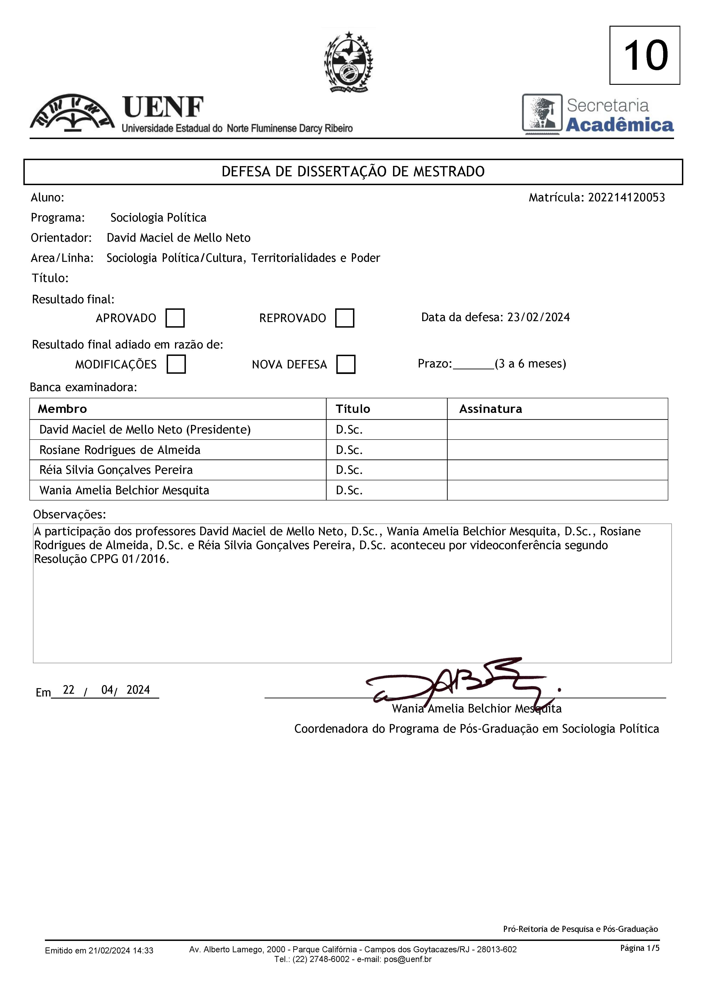 10
UENF
Universidade Estadual do Norte Fluminense Darcy Ribeiro
Secretaria
Acadêmica
ESTADO DO RIO DE JANEIRO
DEFESA DE DISSERTAÇÃO DE MESTRADO
Aluno: Matrícula: 202214120053
Programa: Sociologia Política
Orientador: David Maciel de Mello Neto
Area/Linha: Sociologia Política/Cultura, Territorialidades e Poder
Título:
Resultado final:
APROVADO REPROVADO Data da defesa: 23/02/2024
Resultado final adiado em razão de:
MODIFICAÇÕES NOVA DEFESA Prazo:______(3 a 6 meses)
Banca examinadora:
Membro Título Assinatura
David Maciel de Mello Neto (Presidente) D.Sc.
Rosiane Rodrigues de Almeida D.Sc.
Réia Silvia Gonçalves Pereira D.Sc.
Wania Amelia Belchior Mesquita D.Sc.
Observações:
A participação dos professores David Maciel de Mello Neto, D.Sc., Wania Amelia Belchior Mesquita, D.Sc., Rosiane
Rodrigues de Almeida, D.Sc. e Réia Silvia Gonçalves Pereira, D.Sc. aconteceu por videoconferência segundo
Resolução CPPG 01/2016.
Em 22 / 04/ 2024
Wania Amelia Belchior Mesquita
Coordenadora do Programa de Pós-Graduação em Sociologia Política
Pró-Reitoria de Pesquisa e Pós-Graduação
Emitido em 21/02/2024 14:33 Av. Alberto Lamego, 2000 - Parque Califórnia - Campos dos Goytacazes/RJ - 28013-602 Página 1/5
Tel.: (22) 2748-6002 - e-mail: pos@uenf.br